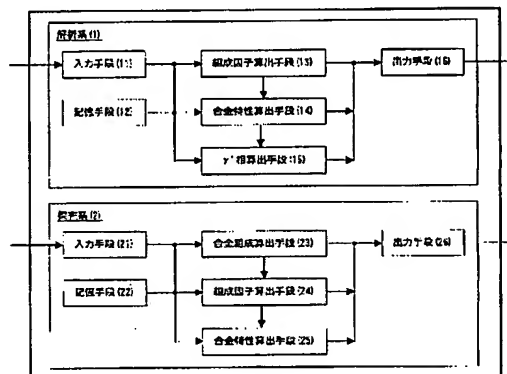 解析系(1)
入力手段(11)
組成因子算出手段(13)
出力手段(16)
記憶手段(12)
合金特性算出手段(14)
γ'相算出手段(15)
探索系(2)
入力手段(21)
合金組成算出手段(23)
出力手段(26)
記憶手段(22)
組成因子算出手段(24)
合金特性算出手段(25)